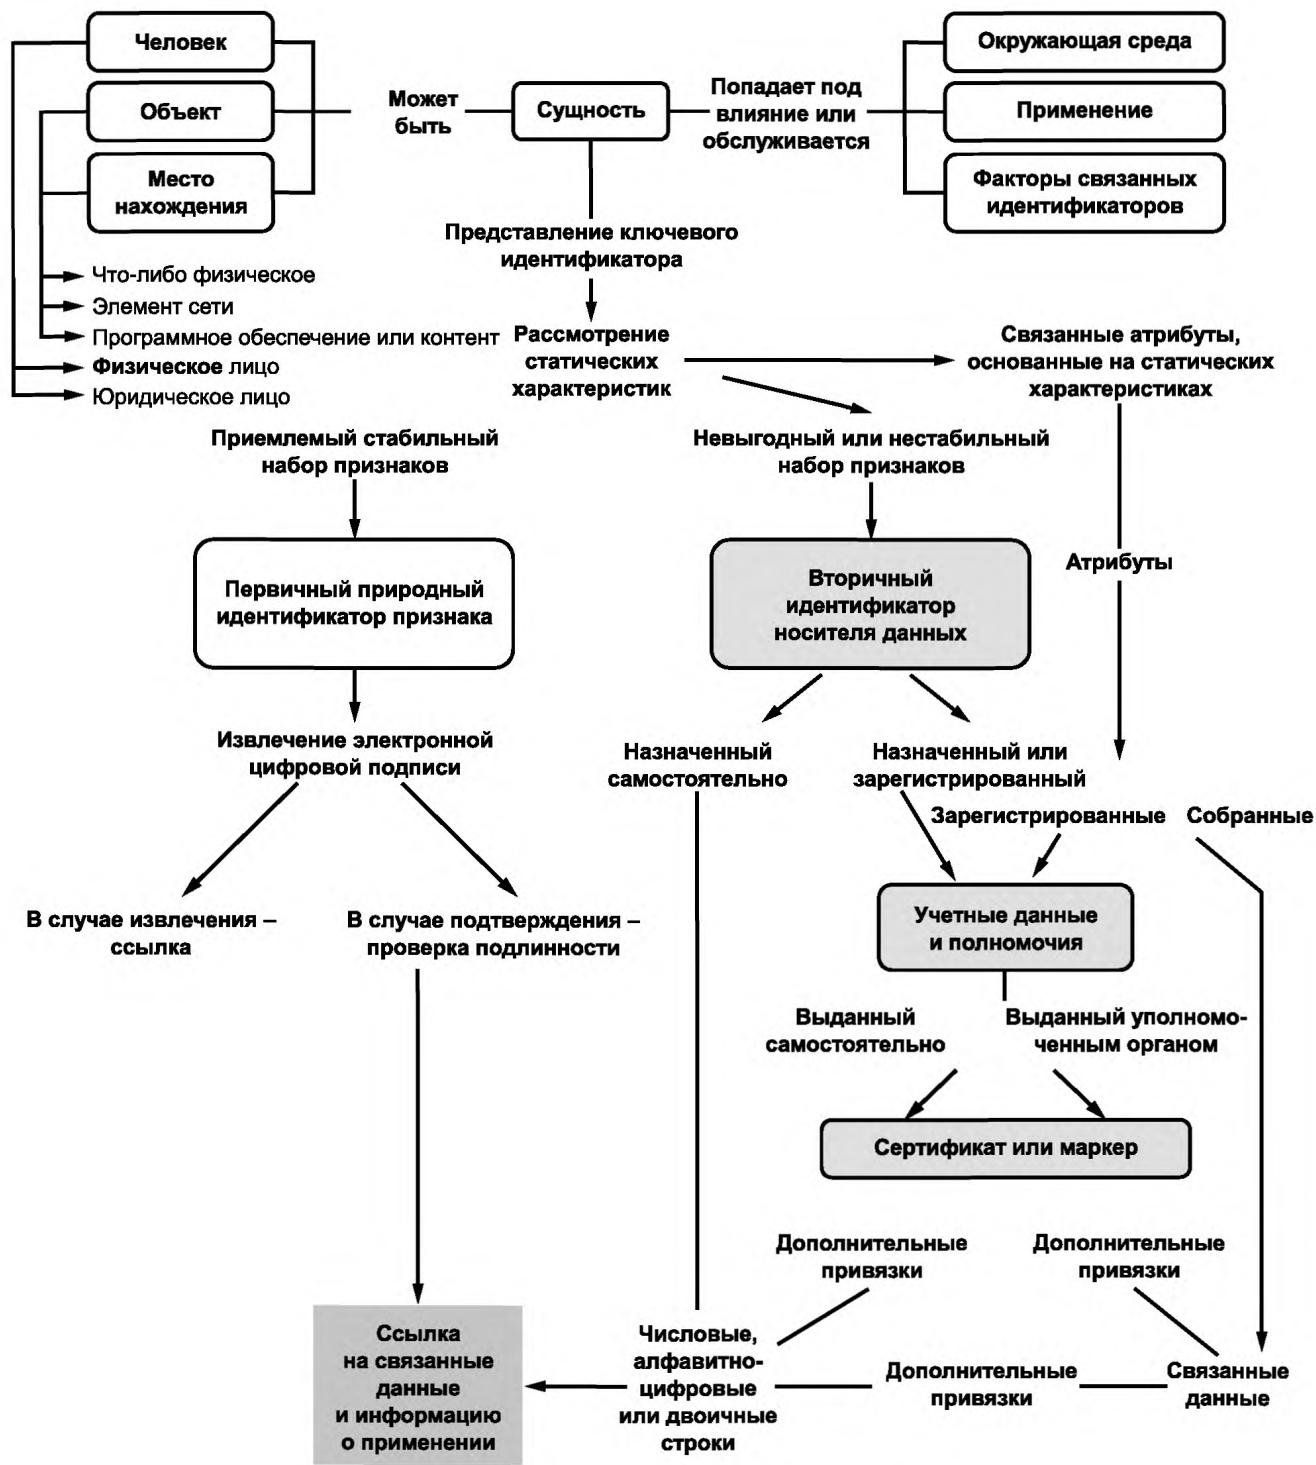 Человек
Объект
Место
нахождения
Может
быть
Сущность
Попадает под
влияние или
обслуживается
Окружающая среда
Применение
Факторы связанных
идентификаторов
Представление ключевого
идентификатора
Что-либо физическое
Элемент сети
Программное обеспечение или контент
Физическое лицо
Юридическое лицо
Рассмотрение
статических
характеристик
Связанные атрибуты,
основанные на статических
характеристиках
Приемлемый стабильный
набор признаков
Невыгодный или нестабильный
набор признаков
Первичный природный
идентификатор признака
Вторичный
идентификатор
носителя данных
Атрибуты
Извлечение электронной
цифровой подписи
Назначенный
самостоятельно
Назначенный или
зарегистрированный
Зарегистрированные
Собранные
В случае извлечения –
ссылка
В случае подтверждения –
проверка подлинности
Учетные данные
и полномочия
Выданный
самостоятельно
Выданный уполномо-
ченным органом
Сертификат или маркер
Дополнительные
привязки
Дополнительные
привязки
Ссылка
на связанные
данные
и информацию
о применении
Числовые,
алфавитно-
цифровые
или двоичные
строки
Дополнительные
привязки
Связанные
данные